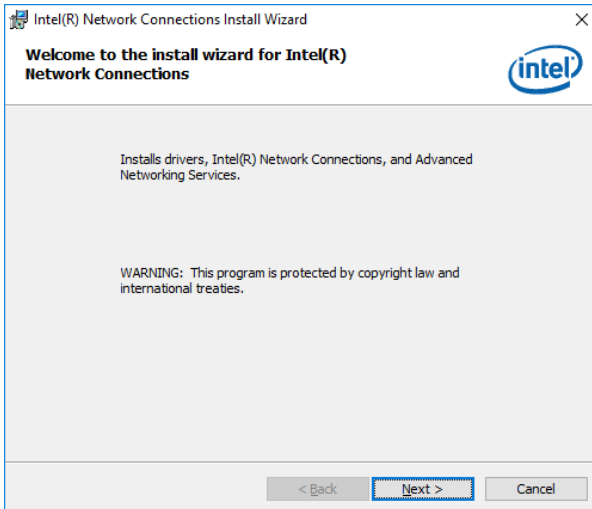 Intel(R) Network Connections Install Wizard
Welcome to the install wizard for Intel(R)
Network Connections
intel
Installs drivers, Intel(R) Network Connections, and Advanced
Networking Services.
WARNING: This program is protected by copyright law and
international treaties.
< Back Next > Cancel